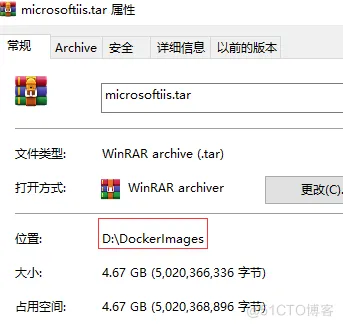 microsoftiis.tar 属性
常规 Archive 安全 详细信息 以前的版本
microsoftiis.tar
文件类型: WinRAR archive (.tar)
打开方式: WinRAR archiver 更改(C)...
位置: D:\DockerImages
大小: 4.67 GB (5,020,366,336 字节)
占用空间: 4.67 GB (5,020,368,896 字节)
@51CTO博客